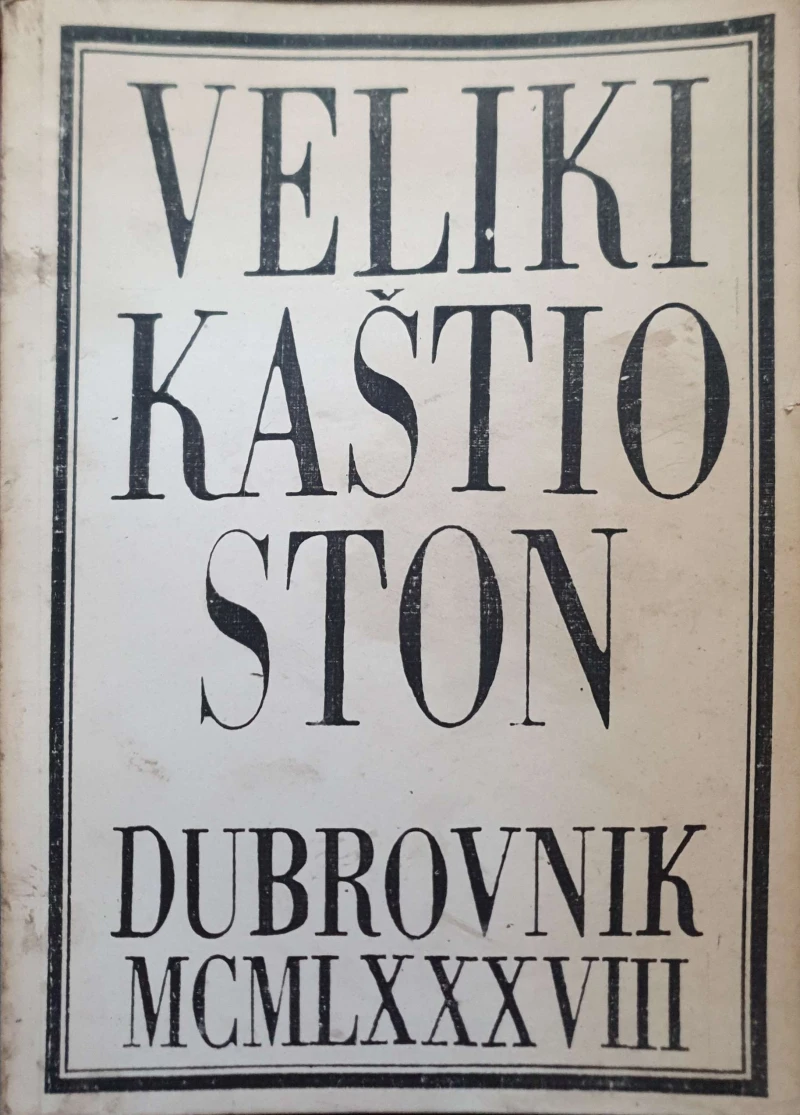 VELIKI
KAŠTIO
STON
DUBROVNIK
MCMLXXXVIII